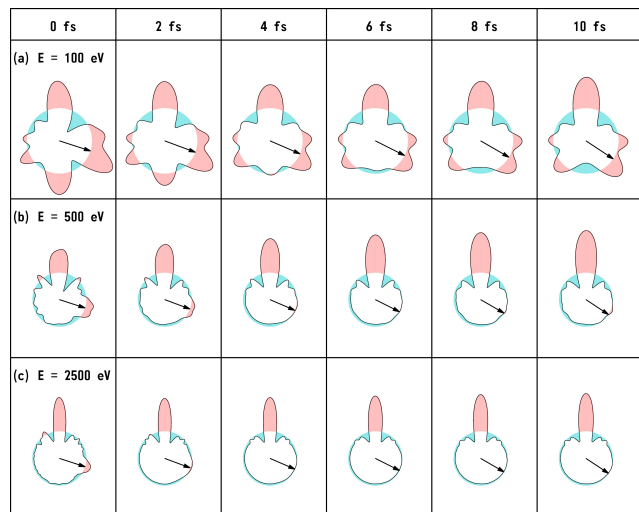 0 fs 2 fs 4 fs 6 fs 8 fs 10 fs
(a) E = 100 eV
(b) E = 500 eV
(c) E = 2500 eV